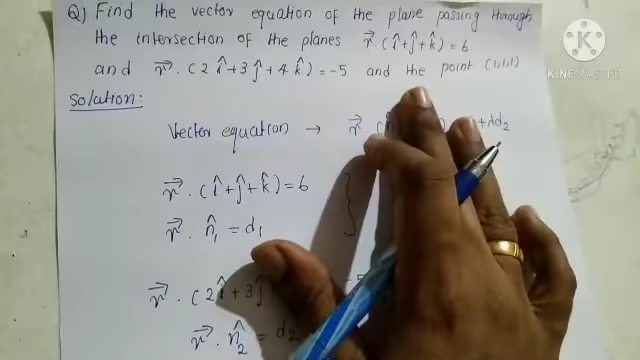 Q) Find the vector equation of the plane passing through
the intersection of the planes r⃗. (î+ĵ+k̂) = 6
and r⃗. (2î+3ĵ+4k̂) = -5 and the point (1,1,1)
KINEMASTER
Solution:
Vector equation → r⃗. ( +λd₂
r⃗. (î+ĵ+k̂) = 6 }
r⃗. n̂₁ = d₁
r⃗. (2î+3ĵ -5
r⃗. n̂₂ = d₂